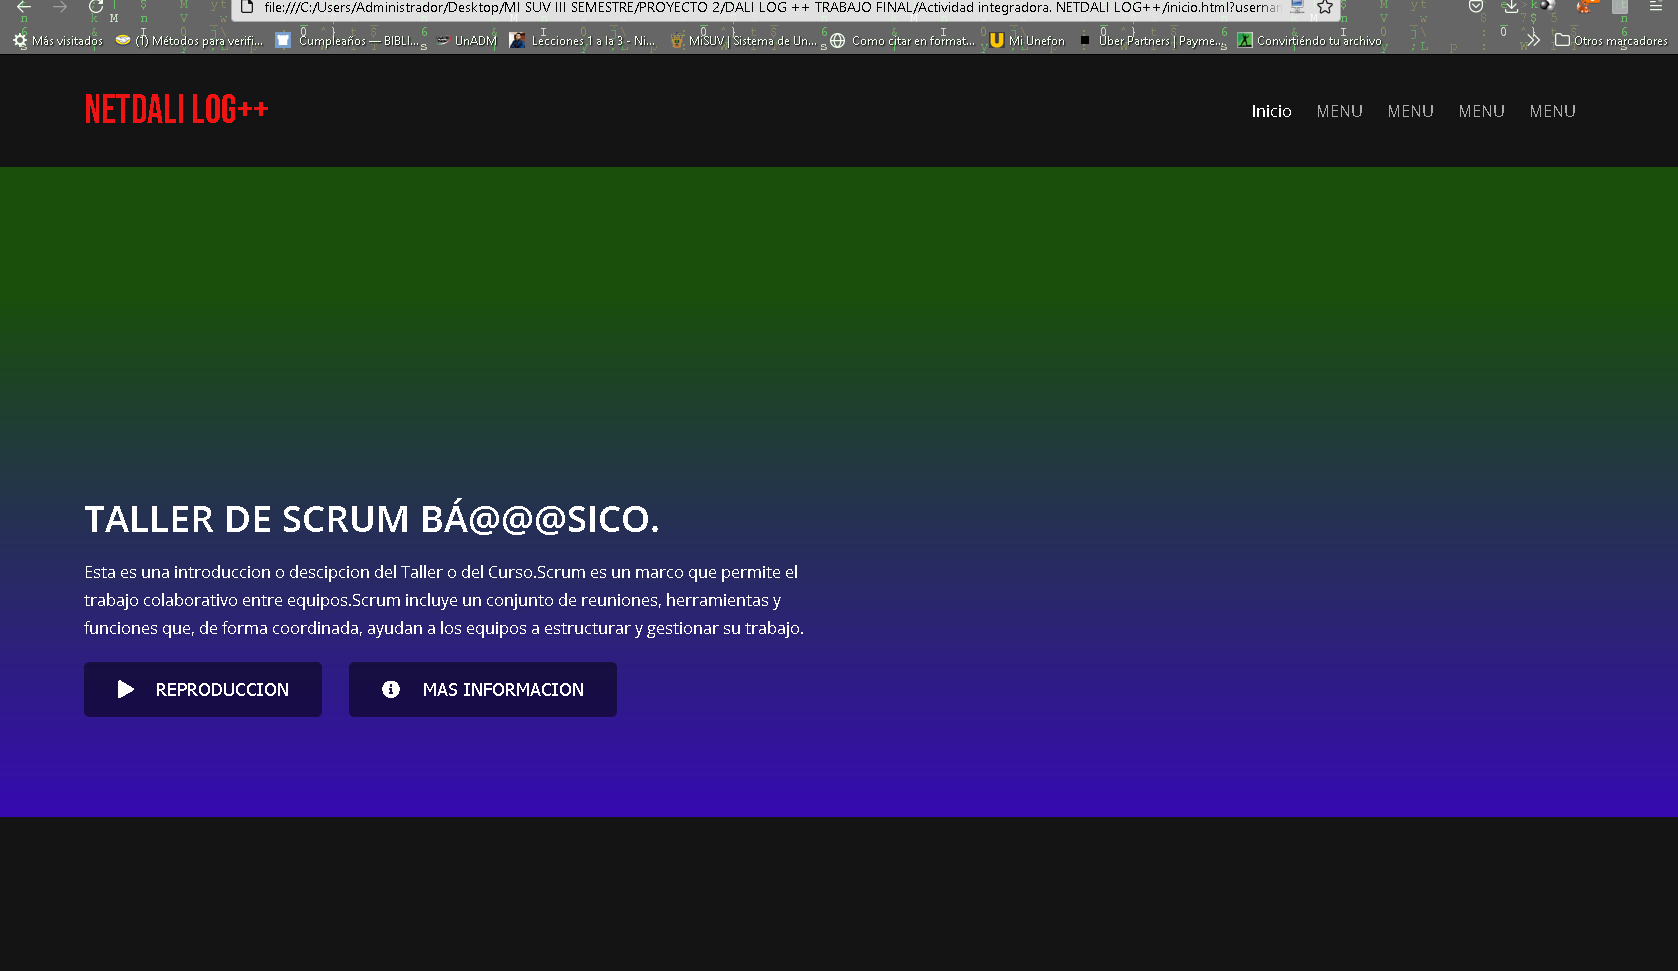 file:///C:/Users/Administrador/Desktop/MI SUV III SEMESTRE/PROYECTO 2/DALI LOG ++ TRABAJO FINAL/Actividad integradora. NETDALI LOG++/inicio.html?usernar
Más visitados (1) Métodos para verifi... Cumpleaños — BIBLI... UnADM Lecciones 1 a la 3 - Ni... MiSUV | Sistema de Un... Como citar en format... Mi Unefon Uber Partners | Payme... Convirtiéndo tu archivo Otros marcadores
NETDALI LOG++
Inicio MENU MENU MENU MENU
TALLER DE SCRUM BÁ@@@SICO.
Esta es una introduccion o descipcion del Taller o del Curso.Scrum es un marco que permite el
trabajo colaborativo entre equipos.Scrum incluye un conjunto de reuniones, herramientas y
funciones que, de forma coordinada, ayudan a los equipos a estructurar y gestionar su trabajo.
REPRODUCCION MAS INFORMACION